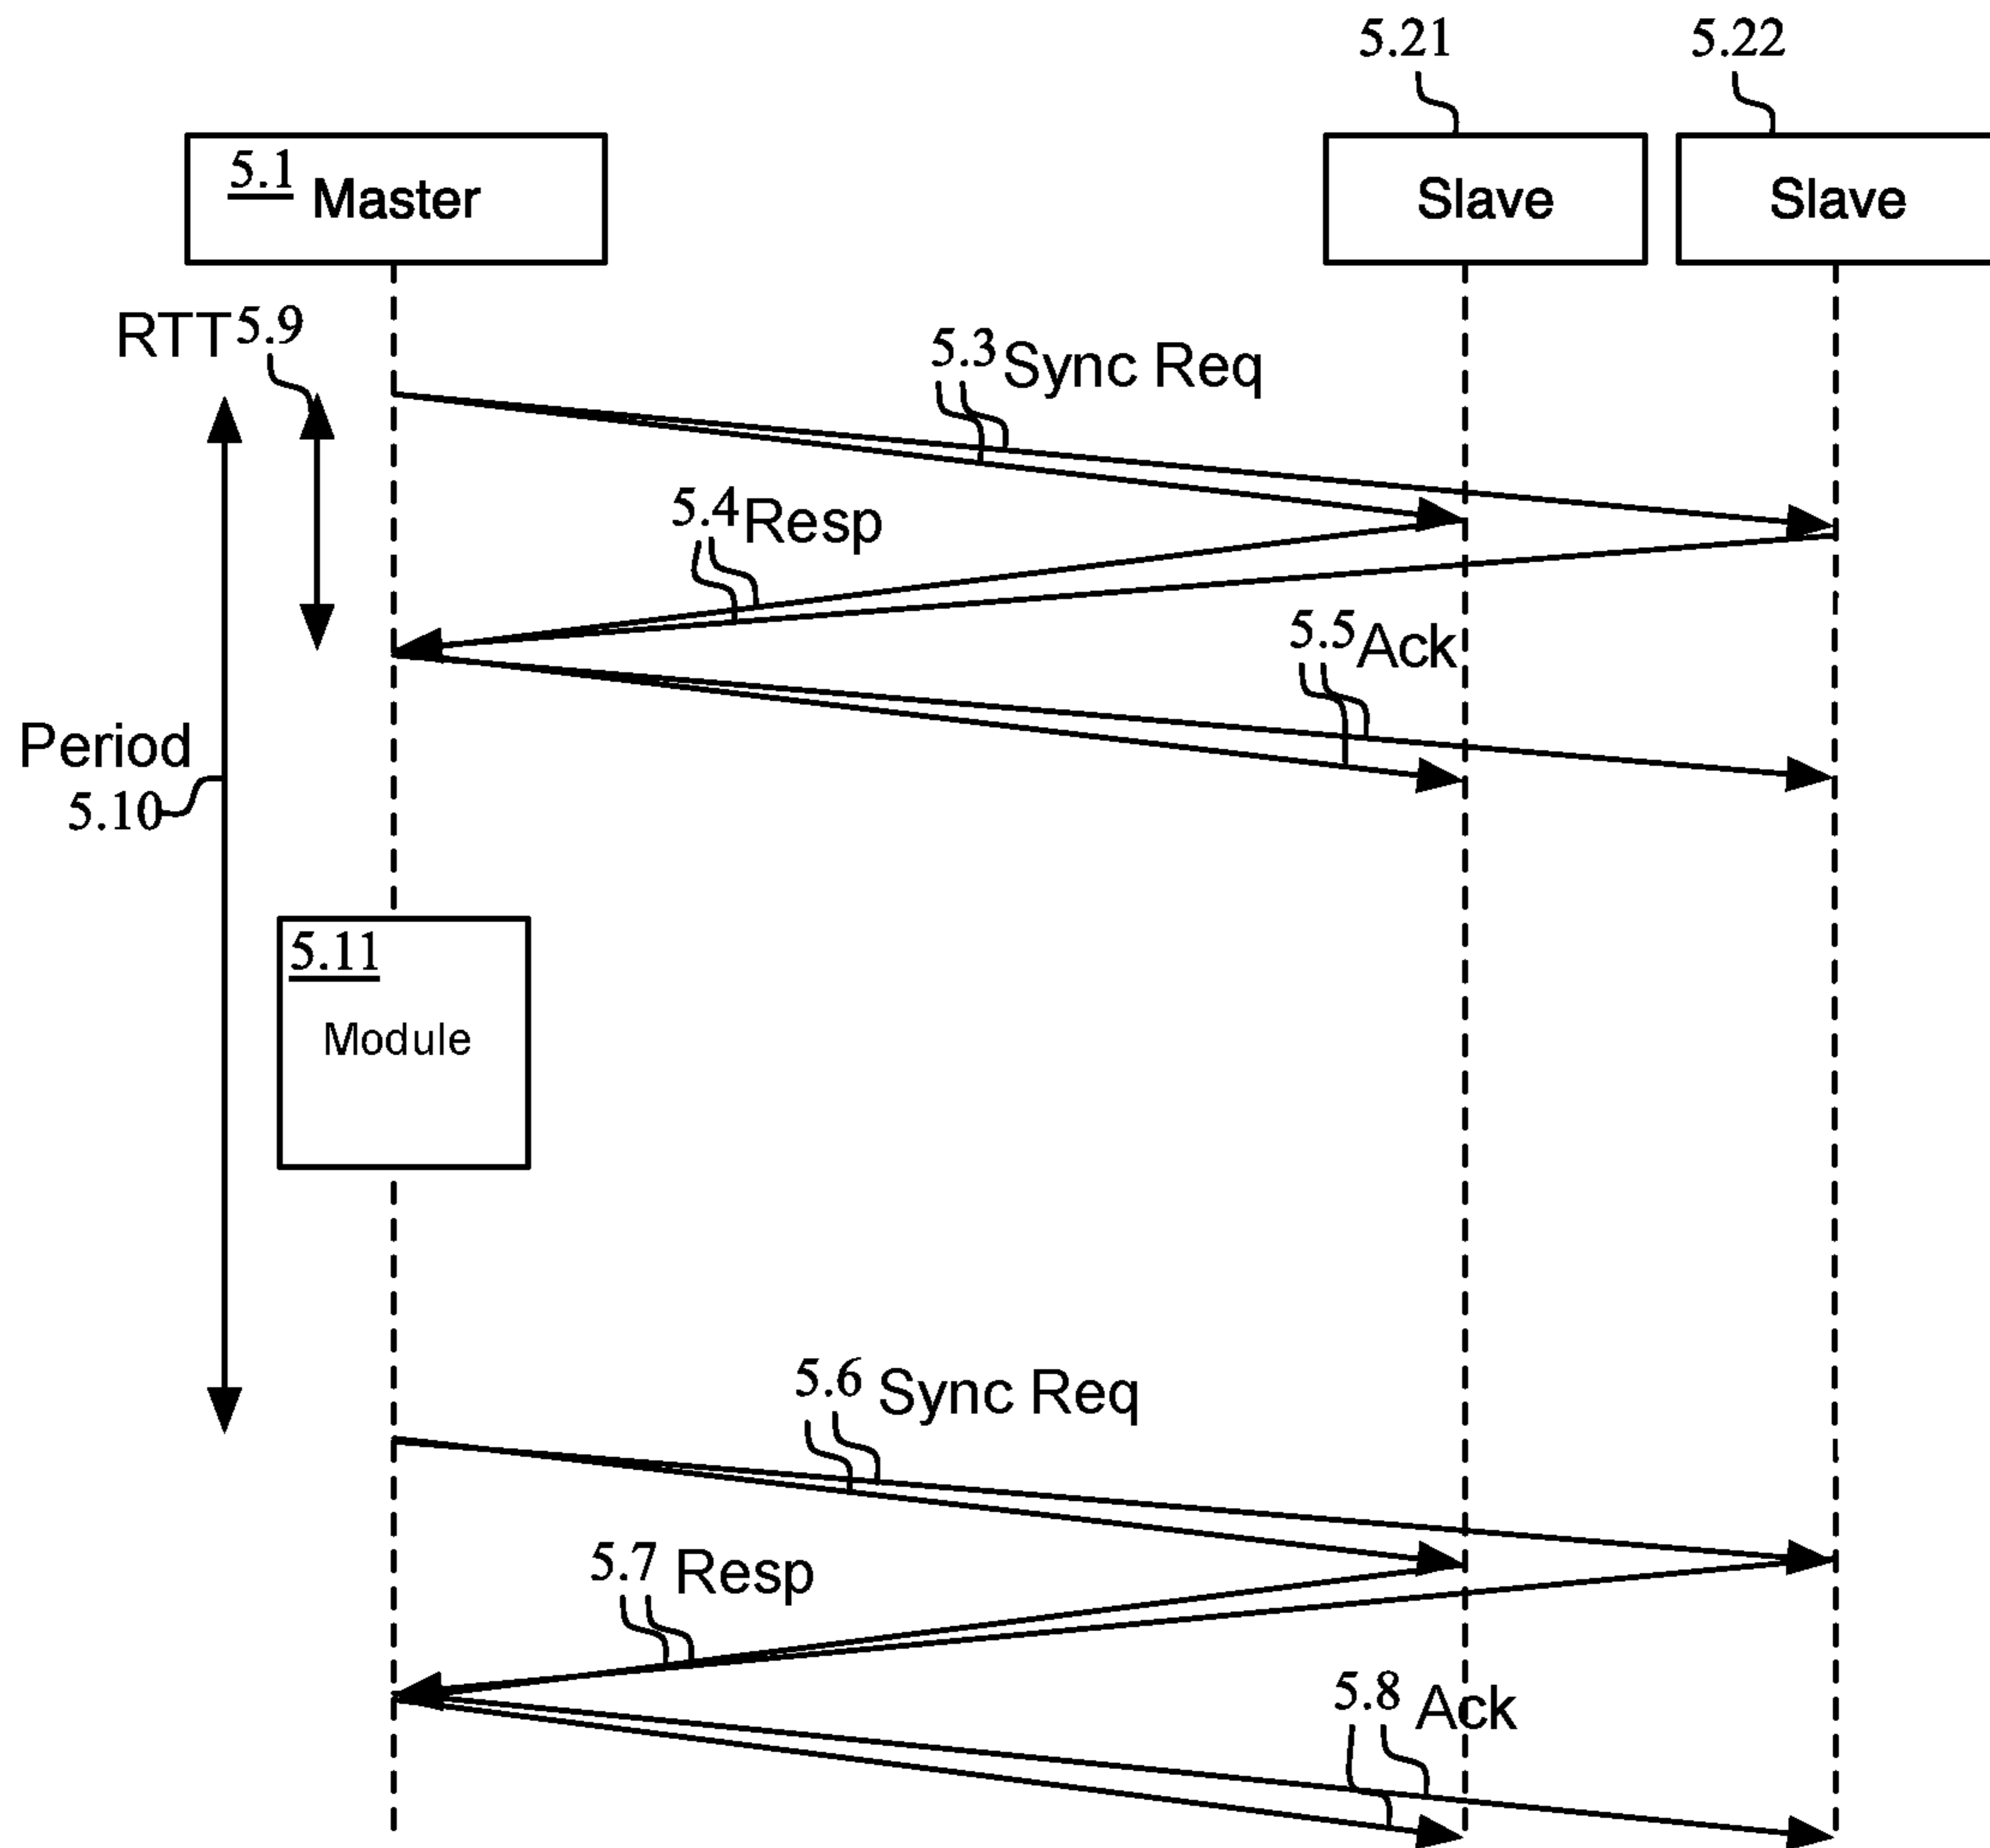 5.21
5.22
5.1 Master
Slave
Slave
RTT 5.9
5.3 Sync Req
5.4 Resp
5.5 Ack
Period
5.10
5.11
Module
5.6 Sync Req
5.7 Resp
5.8 Ack